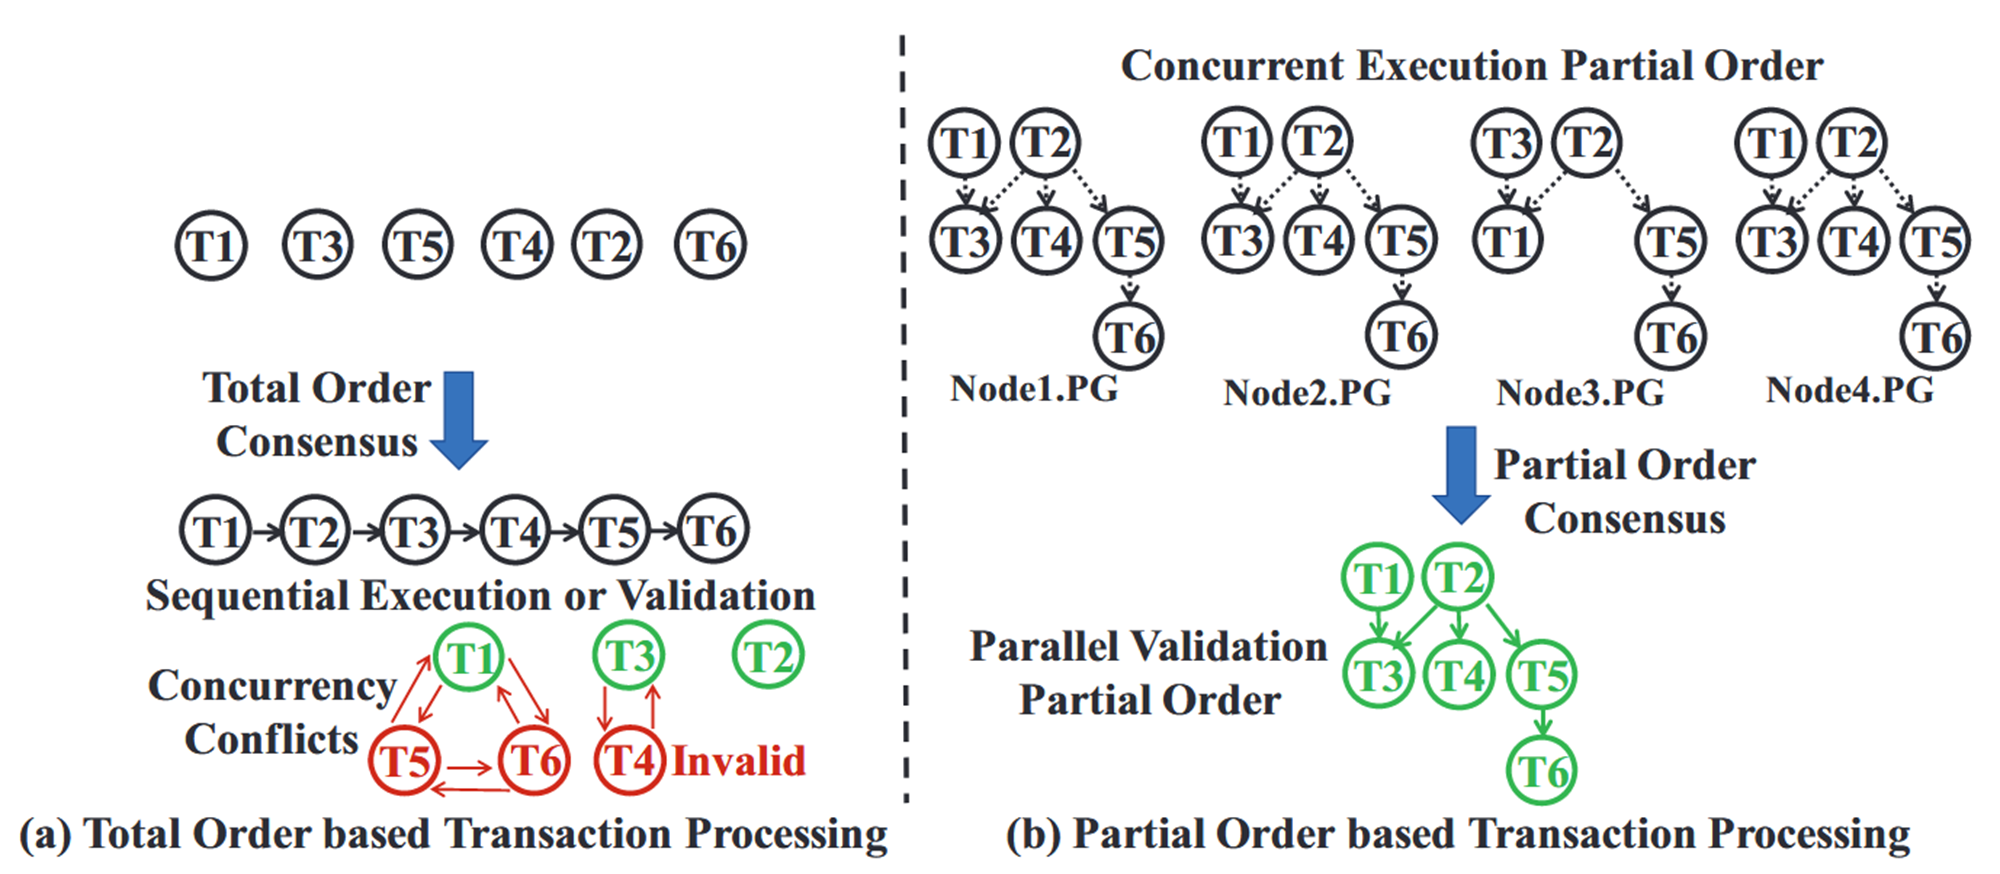 T1 T3 T5 T4 T2 T6
Total Order
Consensus
T1 T2 T3 T4 T5 T6
Sequential Execution or Validation
T1 T3 T2
Concurrency
Conflicts
T5 T6 T4 Invalid
(a) Total Order based Transaction Processing
Concurrent Execution Partial Order
T1 T2 T1 T2 T3 T2 T1 T2
T3 T4 T5 T3 T4 T5 T1 T5 T3 T4 T5
T6 T6 T6 T6
Node1.PG Node2.PG Node3.PG Node4.PG
Partial Order
Consensus
T1 T2
Parallel Validation
Partial Order
T3 T4 T5
T6
(b) Partial Order based Transaction Processing